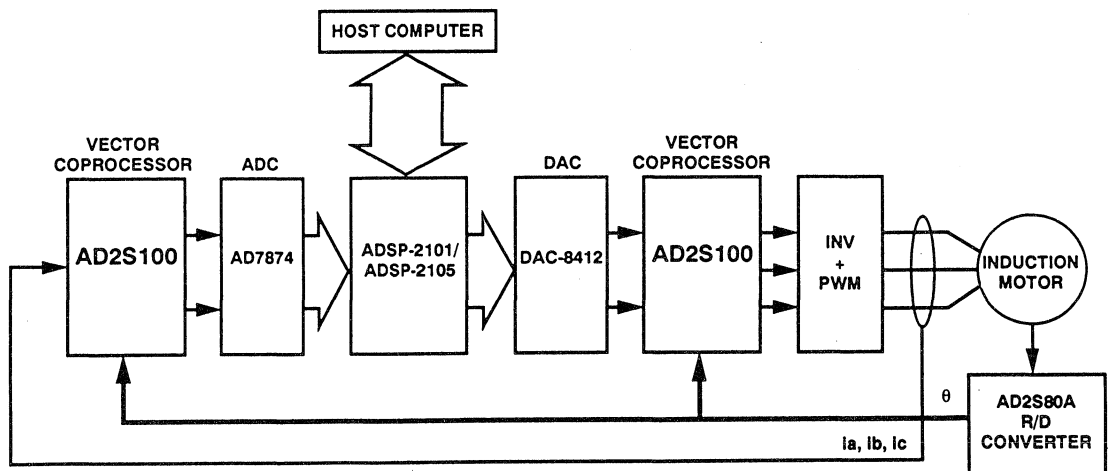 HOST COMPUTER
VECTOR
COPROCESSOR
AD2S100
ADC
AD7874
ADSP-2101/
ADSP-2105
DAC
DAC-8412
VECTOR
COPROCESSOR
AD2S100
INV
+
PWM
INDUCTION
MOTOR
θ
Ia, Ib, Ic
AD2S80A
R/D
CONVERTER